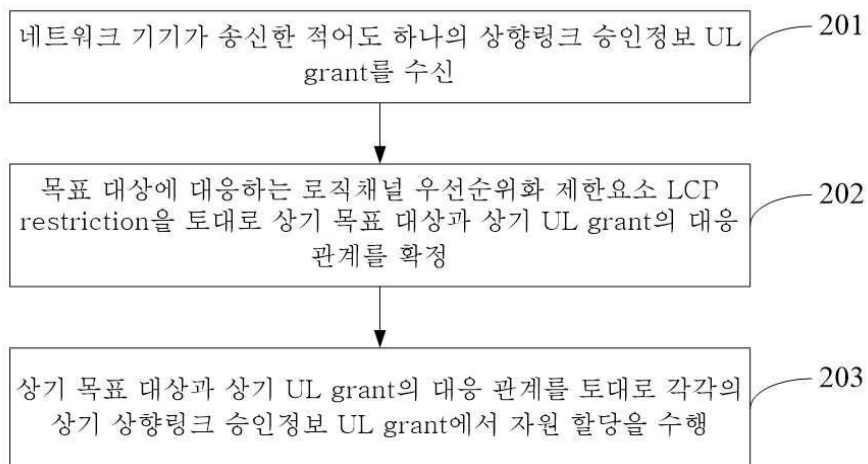 네트워크 기기가 송신한 적어도 하나의 상향링크 승인정보 UL
grant를 수신
201
목표 대상에 대응하는 로직채널 우선순위화 제한요소 LCP
restriction을 토대로 상기 목표 대상과 상기 UL grant의 대응
관계를 확정
202
상기 목표 대상과 상기 UL grant의 대응 관계를 토대로 각각의
상기 상향링크 승인정보 UL grant에서 자원 할당을 수행
203